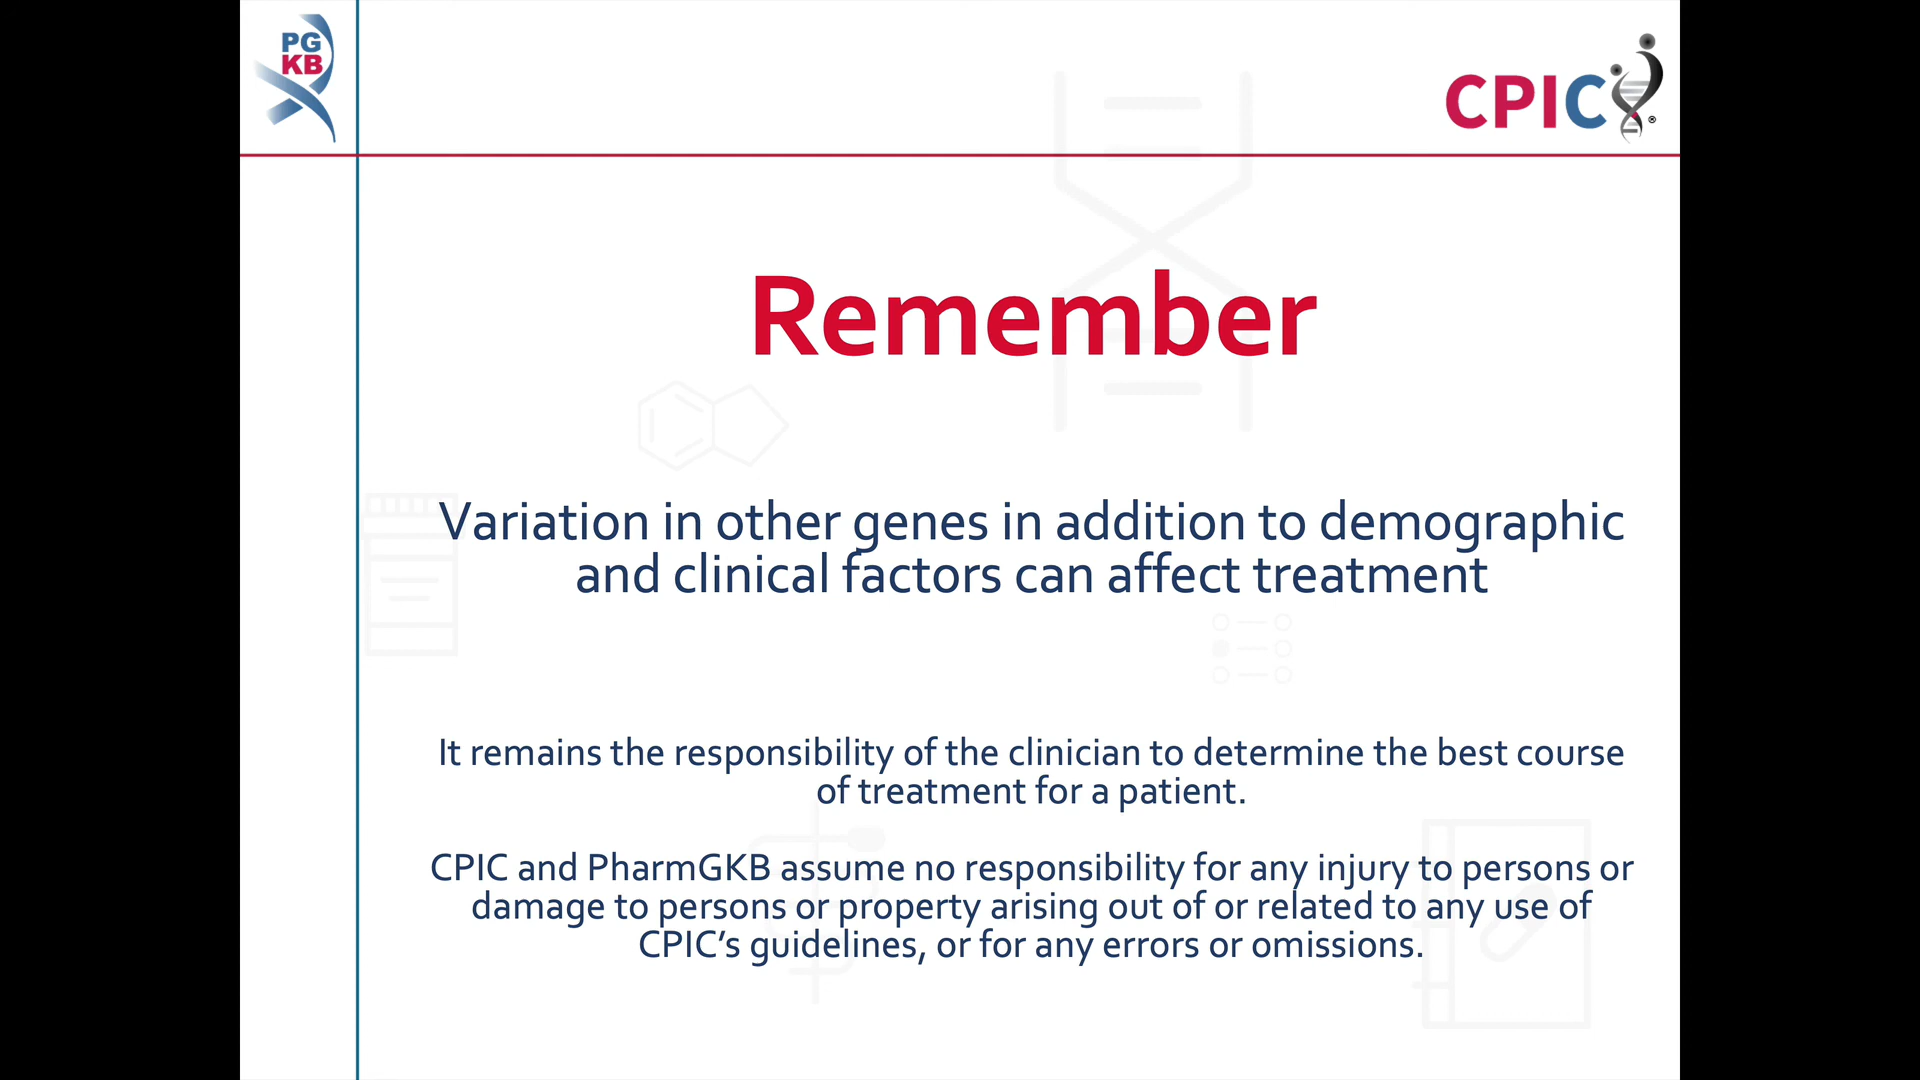 PG
KB
CPIC®
Remember
Variation in other genes in addition to demographic
and clinical factors can affect treatment
It remains the responsibility of the clinician to determine the best course
of treatment for a patient.
CPIC and PharmGKB assume no responsibility for any injury to persons or
damage to persons or property arising out of or related to any use of
CPIC’s guidelines, or for any errors or omissions.